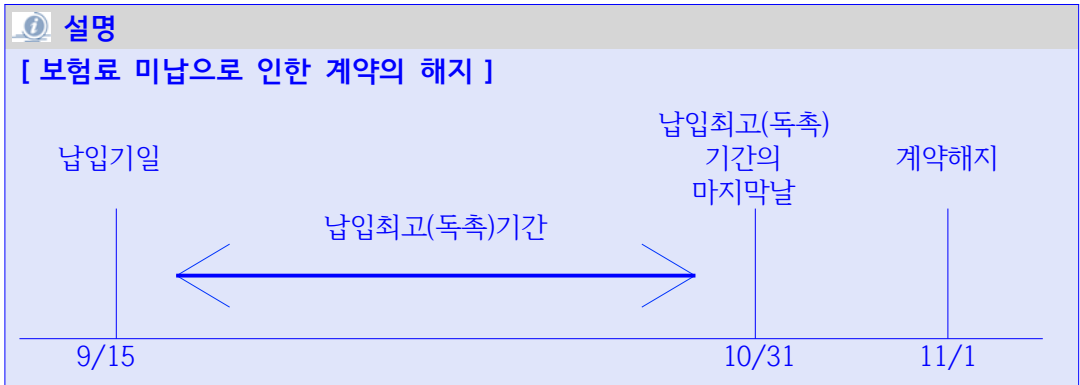 설명
[ 보험료 미납으로 인한 계약의 해지 ]
납입기일
납입최고(독촉)
기간의
마지막날
계약해지
납입최고(독촉)기간
9/15
10/31
11/1